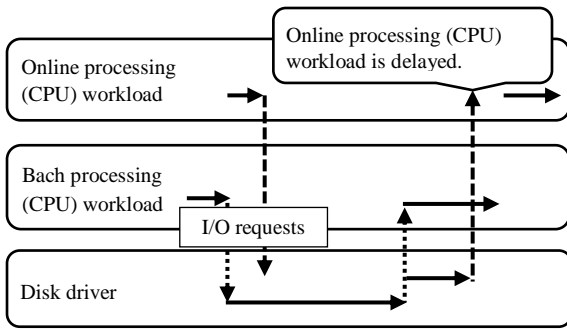 Online processing (CPU)
workload is delayed.
Online processing
(CPU) workload
Bach processing
(CPU) workload
I/O requests
Disk driver